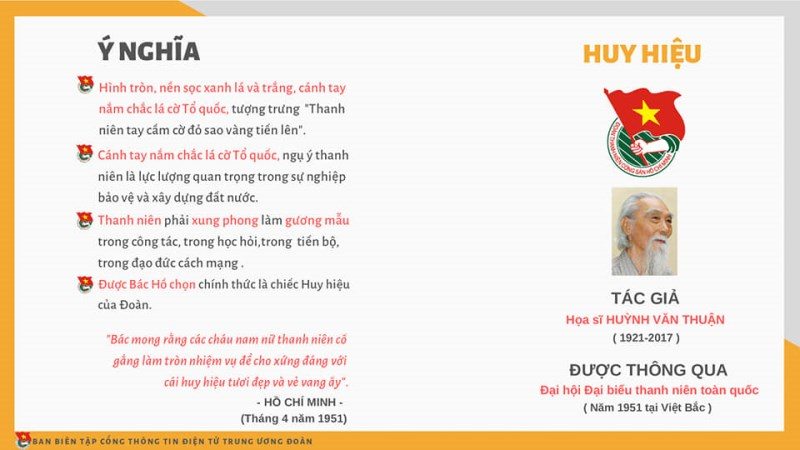 Ý NGHĨA
Hình tròn, nền sọc xanh lá và trắng, cánh tay
nắm chắc lá cờ Tổ quốc, tượng trưng "Thanh
niên tay cầm cờ đỏ sao vàng tiến lên".
Cánh tay nắm chắc lá cờ Tổ quốc, ngụ ý thanh
niên là lực lượng quan trọng trong sự nghiệp
bảo vệ và xây dựng đất nước.
Thanh niên phải xung phong làm gương mẫu
trong công tác, trong học hỏi,trong tiến bộ,
trong đạo đức cách mạng .
Được Bác Hồ chọn chính thức là chiếc Huy hiệu
của Đoàn.
"Bác mong rằng các cháu nam nữ thanh niên cố
gắng làm tròn nhiệm vụ để cho xứng đáng với
cái huy hiệu tươi đẹp và vẻ vang ấy".
- HỒ CHÍ MINH -
(Tháng 4 năm 1951)
HUY HIỆU
ĐOÀN THANH NIÊN CỘNG SẢN HỒ CHÍ MINH
TÁC GIẢ
Họa sĩ HUỲNH VĂN THUẬN
( 1921-2017 )
ĐƯỢC THÔNG QUA
Đại hội Đại biểu thanh niên toàn quốc
( Năm 1951 tại Việt Bắc )
BAN BIÊN TẬP CỔNG THÔNG TIN ĐIỆN TỬ TRUNG ƯƠNG ĐOÀN